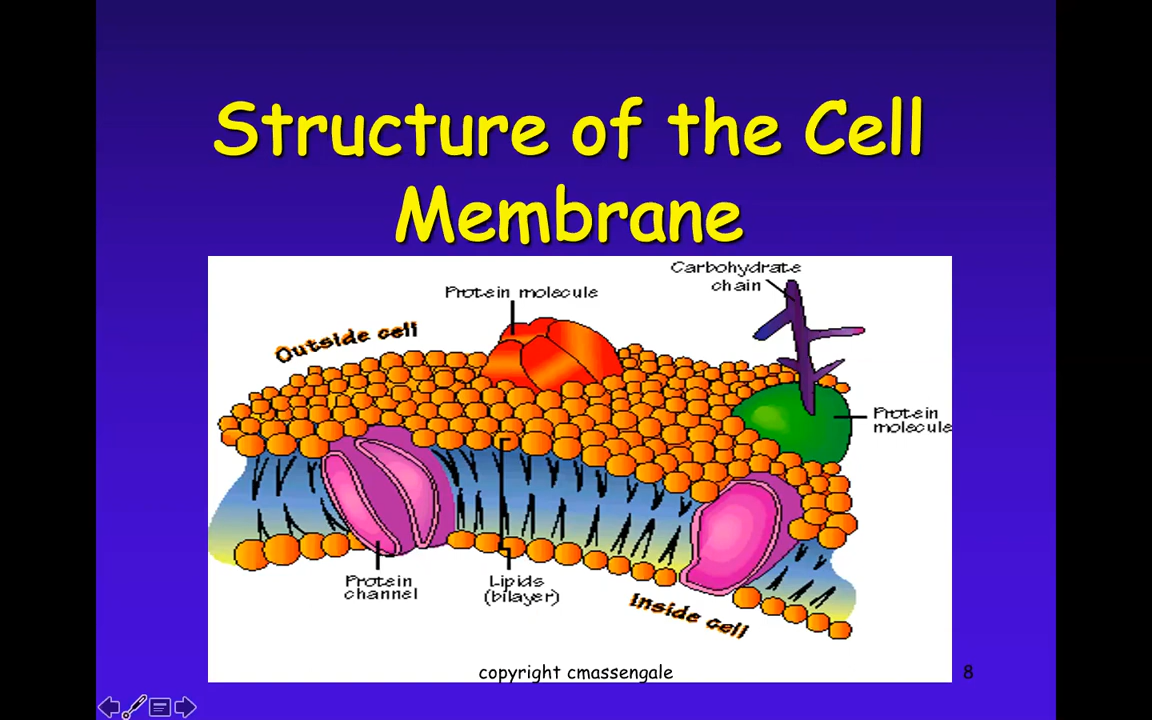 Structure of the Cell
Membrane
Carbohydrate
chain
Protein molecule
Outside cell
Protein
molecule
Protein
channel
Lipids
(bilayer)
Inside cell
copyright cmassengale
8